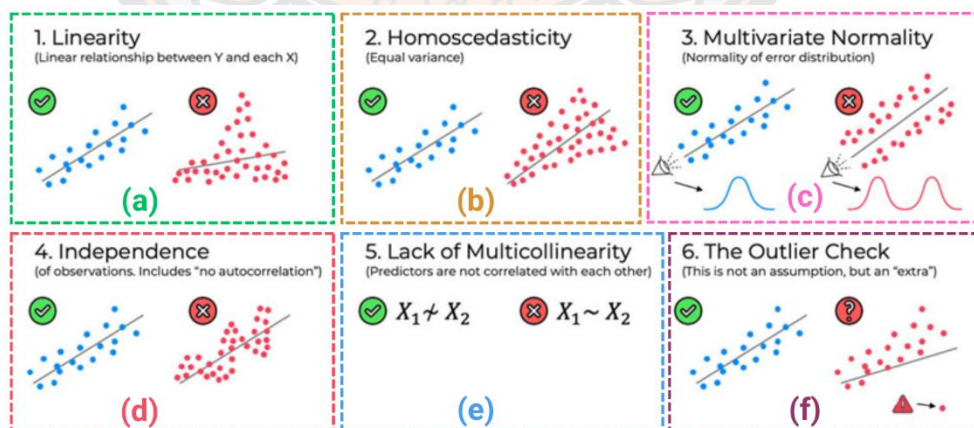 1. Linearity
(Linear relationship between Y and each X)
(a)
2. Homoscedasticity
(Equal variance)
(b)
3. Multivariate Normality
(Normality of error distribution)
(c)
4. Independence
(of observations. Includes "no autocorrelation")
(d)
5. Lack of Multicollinearity
(Predictors are not correlated with each other)
X₁ ≁ X₂
X₁ ~ X₂
(e)
6. The Outlier Check
(This is not an assumption, but an "extra")
?
!
(f)